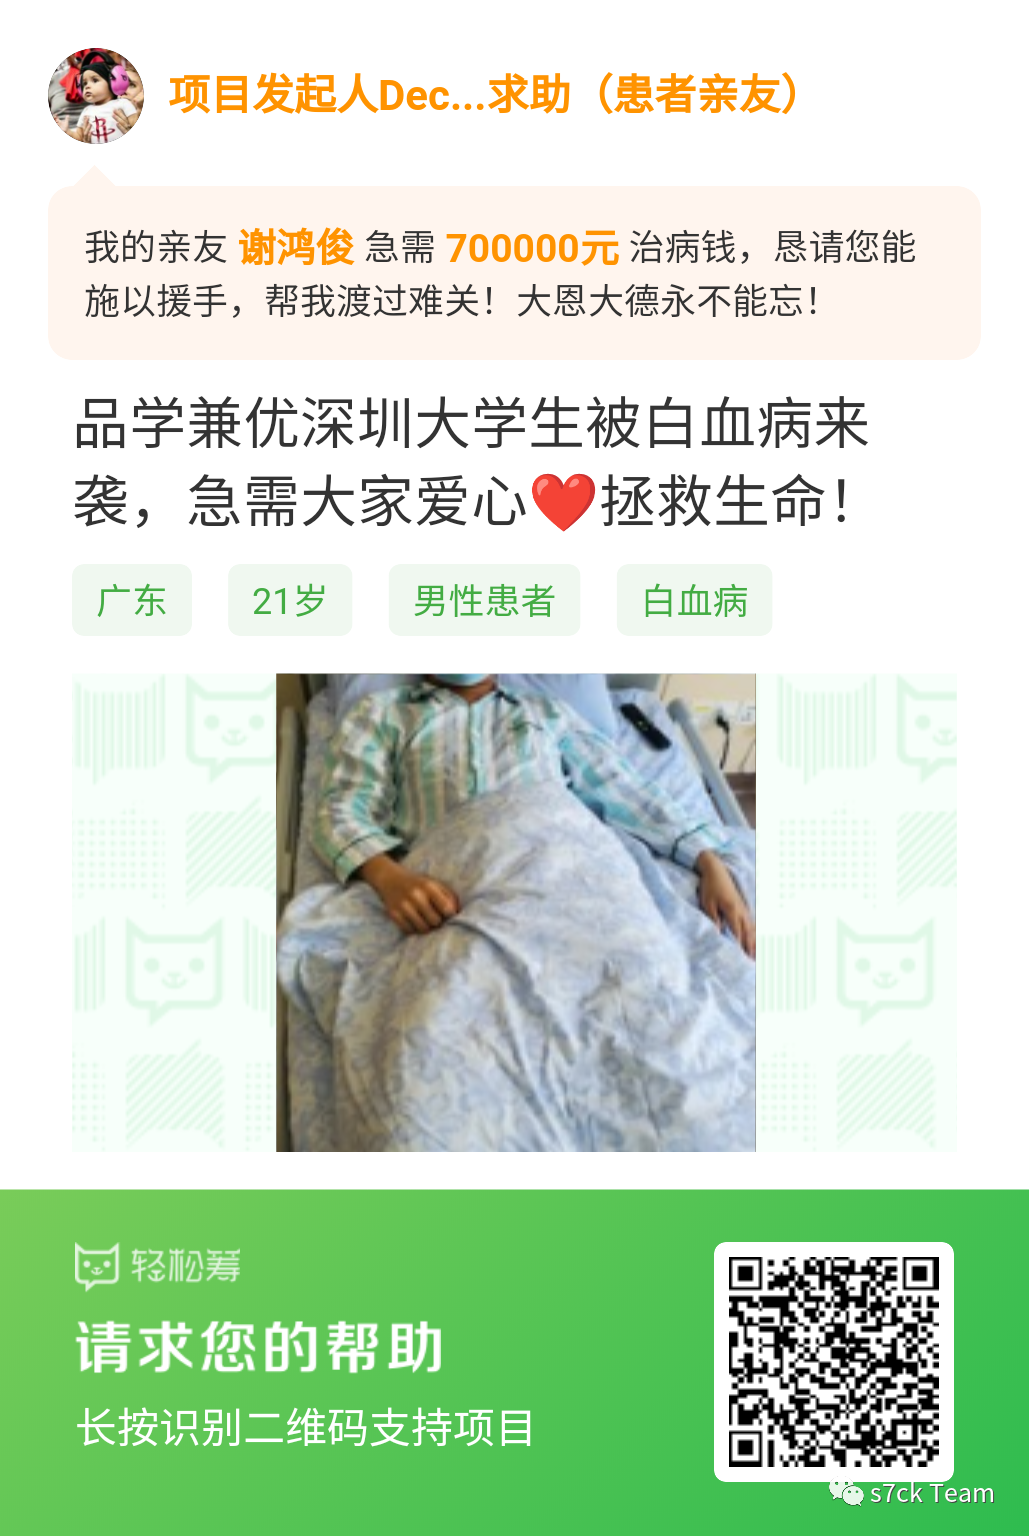 项目发起人Dec...求助（患者亲友）
我的亲友 谢鸿俊 急需 700000元 治病钱，恳请您能
施以援手，帮我渡过难关！大恩大德永不能忘！
品学兼优深圳大学生被白血病来
袭，急需大家爱心❤️拯救生命！
广东 21岁 男性患者 白血病
轻松筹
请求您的帮助
长按识别二维码支持项目
s7ck Team